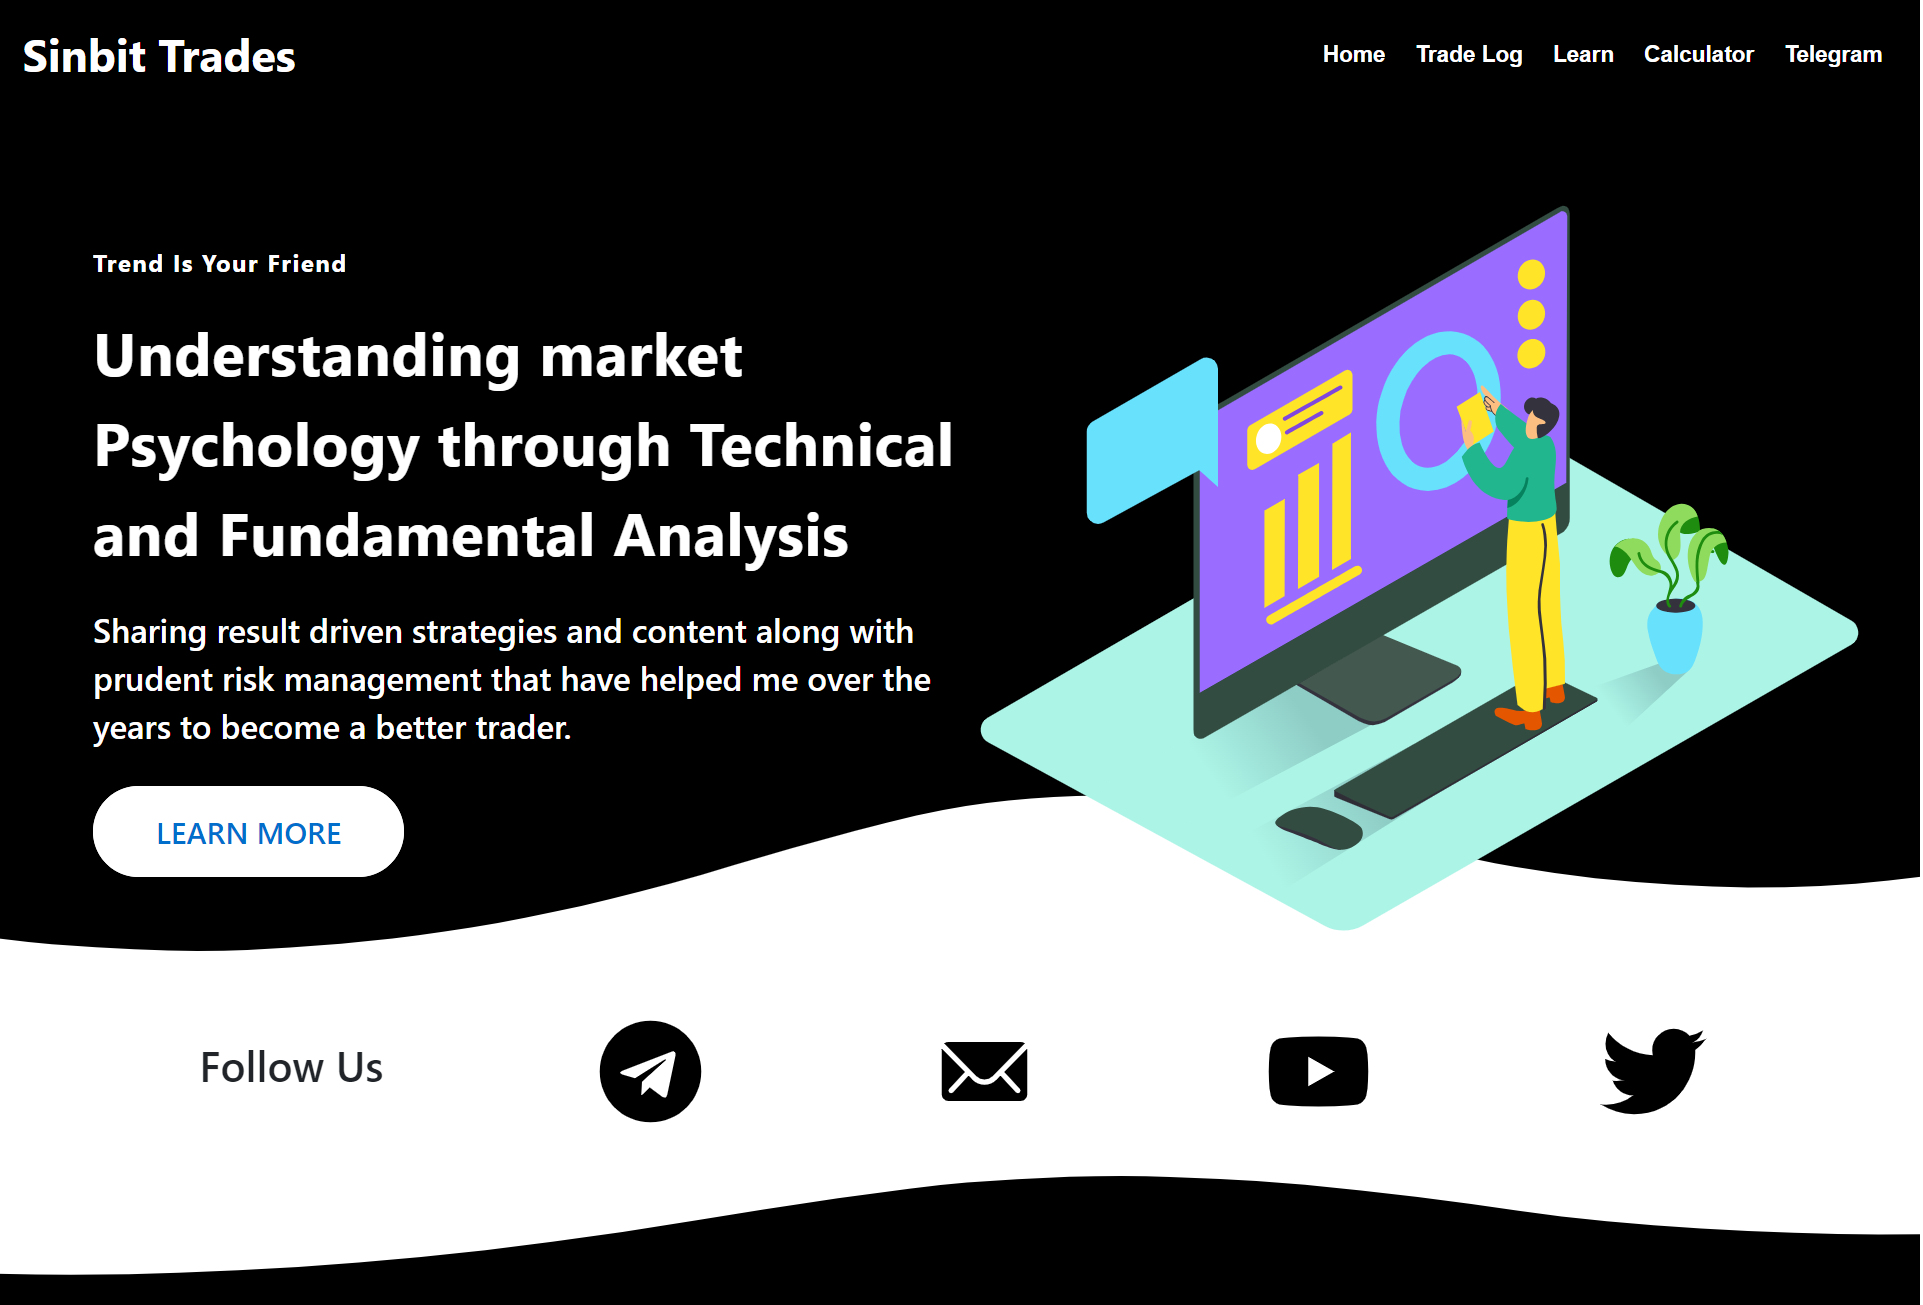 Sinbit Trades
Home
Trade Log
Learn
Calculator
Telegram
Trend Is Your Friend
Understanding market
Psychology through Technical
and Fundamental Analysis
Sharing result driven strategies and content along with
prudent risk management that have helped me over the
years to become a better trader.
LEARN MORE
Follow Us